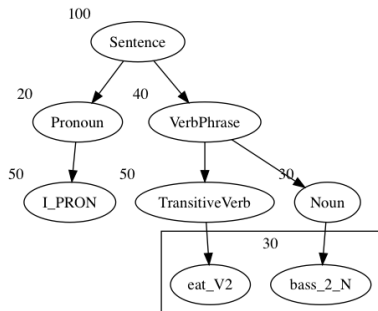 100
Sentence
20 40
Pronoun VerbPhrase
50 50 30
I_PRON TransitiveVerb Noun
30
eat_V2 bass_2_N